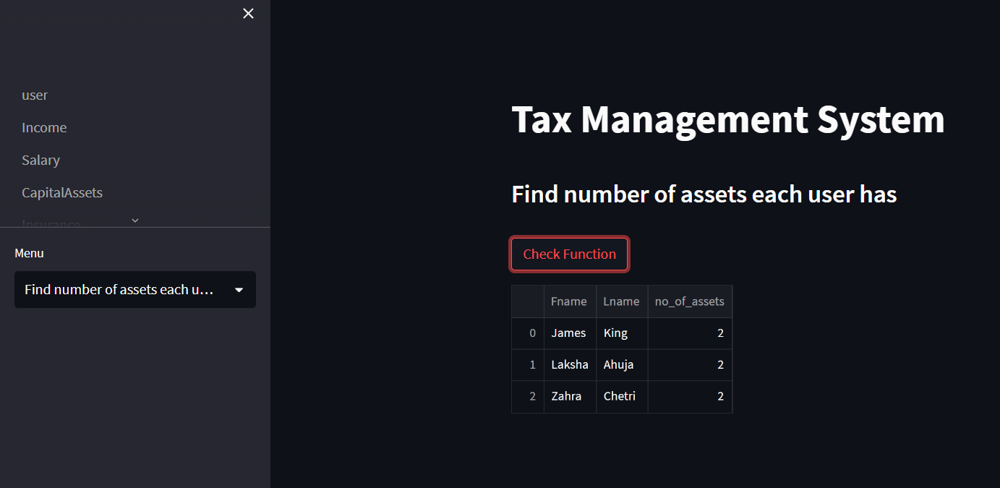 user
Income
Salary
CapitalAssets
Insurance
Menu
Find number of assets each u...
Tax Management System
Find number of assets each user has
Check Function
Fname Lname no_of_assets
0 James King 2
1 Laksha Ahuja 2
2 Zahra Chetri 2